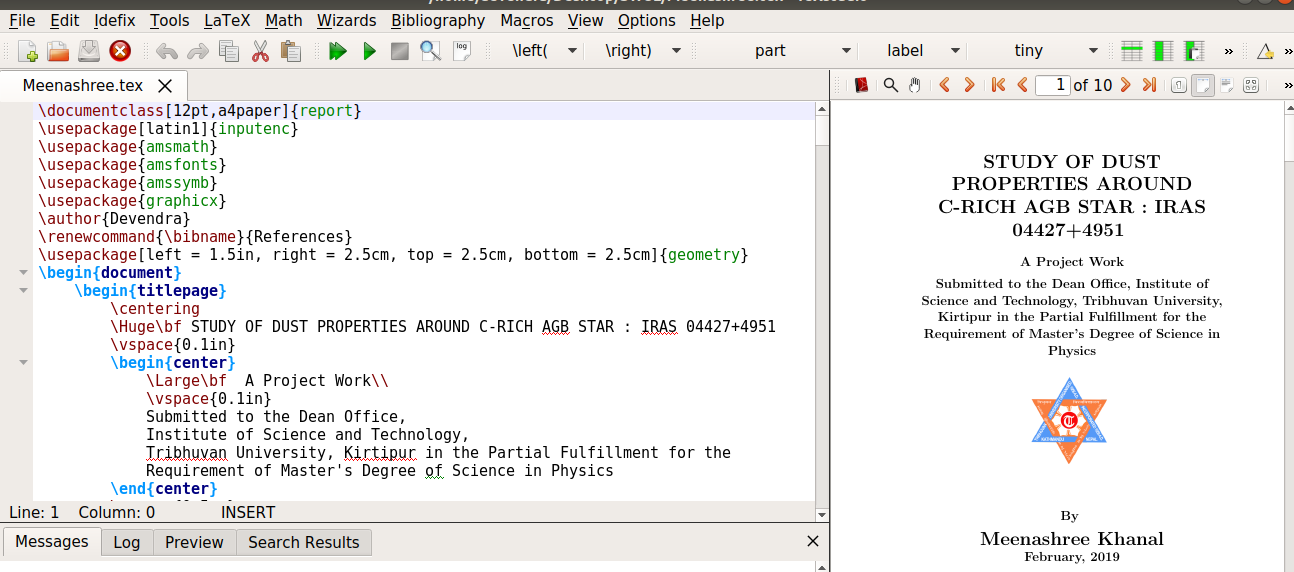 File Edit Idefix Tools LaTeX Math Wizards Bibliography Macros View Options Help
log \left( \right) part label tiny » »
Meenashree.tex
1 of 10 »
\documentclass[12pt,a4paper]{report}
\usepackage[latin1]{inputenc}
\usepackage{amsmath}
\usepackage{amsfonts}
\usepackage{amssymb}
\usepackage{graphicx}
\author{Devendra}
\renewcommand{\bibname}{References}
\usepackage[left = 1.5in, right = 2.5cm, top = 2.5cm, bottom = 2.5cm]{geometry}
\begin{document}
\begin{titlepage}
\centering
\Huge\bf STUDY OF DUST PROPERTIES AROUND C-RICH AGB STAR : IRAS 04427+4951
\vspace{0.1in}
\begin{center}
\Large\bf  A Project Work\\
\vspace{0.1in}
Submitted to the Dean Office,
Institute of Science and Technology,
Tribhuvan University, Kirtipur in the Partial Fulfillment for the
Requirement of Master's Degree of Science in Physics
\end{center}
Line: 1 Column: 0 INSERT
Messages Log Preview Search Results
STUDY OF DUST
PROPERTIES AROUND
C-RICH AGB STAR : IRAS
04427+4951
A Project Work
Submitted to the Dean Office, Institute of
Science and Technology, Tribhuvan University,
Kirtipur in the Partial Fulfillment for the
Requirement of Master's Degree of Science in
Physics
By
Meenashree Khanal
February, 2019